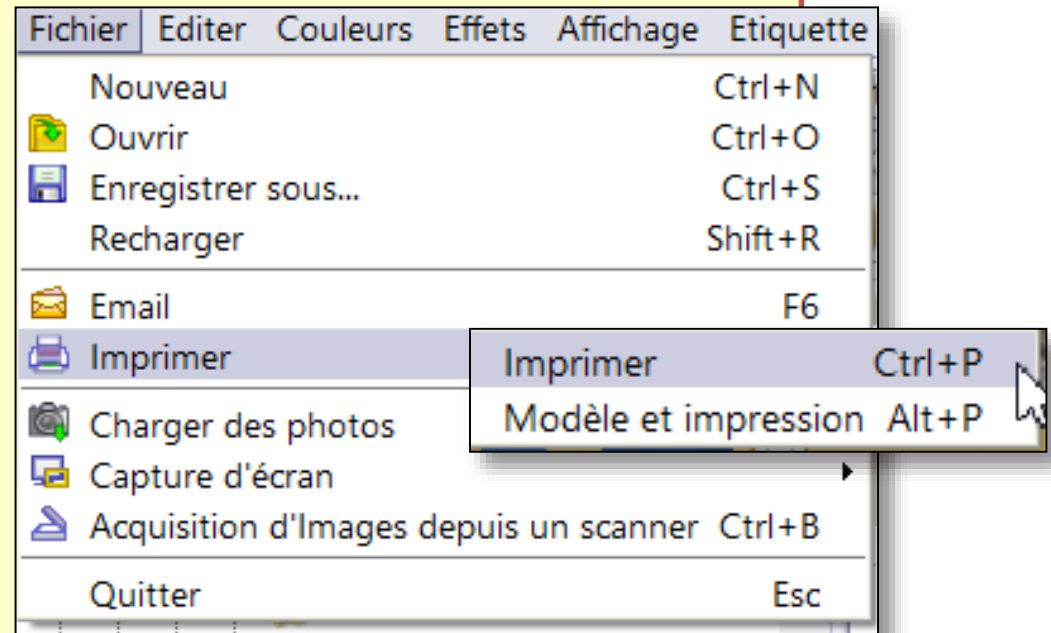 Fichier Editer Couleurs Effets Affichage Etiquette
Nouveau Ctrl+N
Ouvrir Ctrl+O
Enregistrer sous... Ctrl+S
Recharger Shift+R
Email F6
Imprimer
Imprimer Ctrl+P
Modèle et impression Alt+P
Charger des photos
Capture d'écran
Acquisition d'Images depuis un scanner Ctrl+B
Quitter Esc